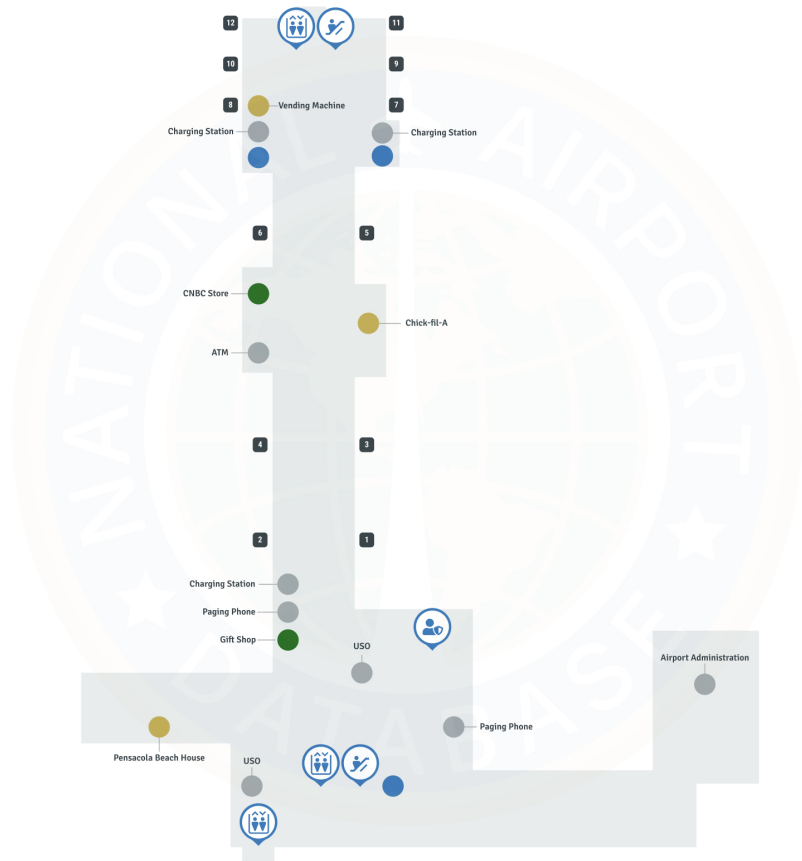 12
11
10
9
8
Vending Machine
7
Charging Station
Charging Station
6
5
CNBC Store
Chick-fil-A
ATM
4
3
2
1
Charging Station
Paging Phone
Gift Shop
USO
Airport Administration
Paging Phone
Pensacola Beach House
USO
NATIONAL AIRPORT
DATABASE